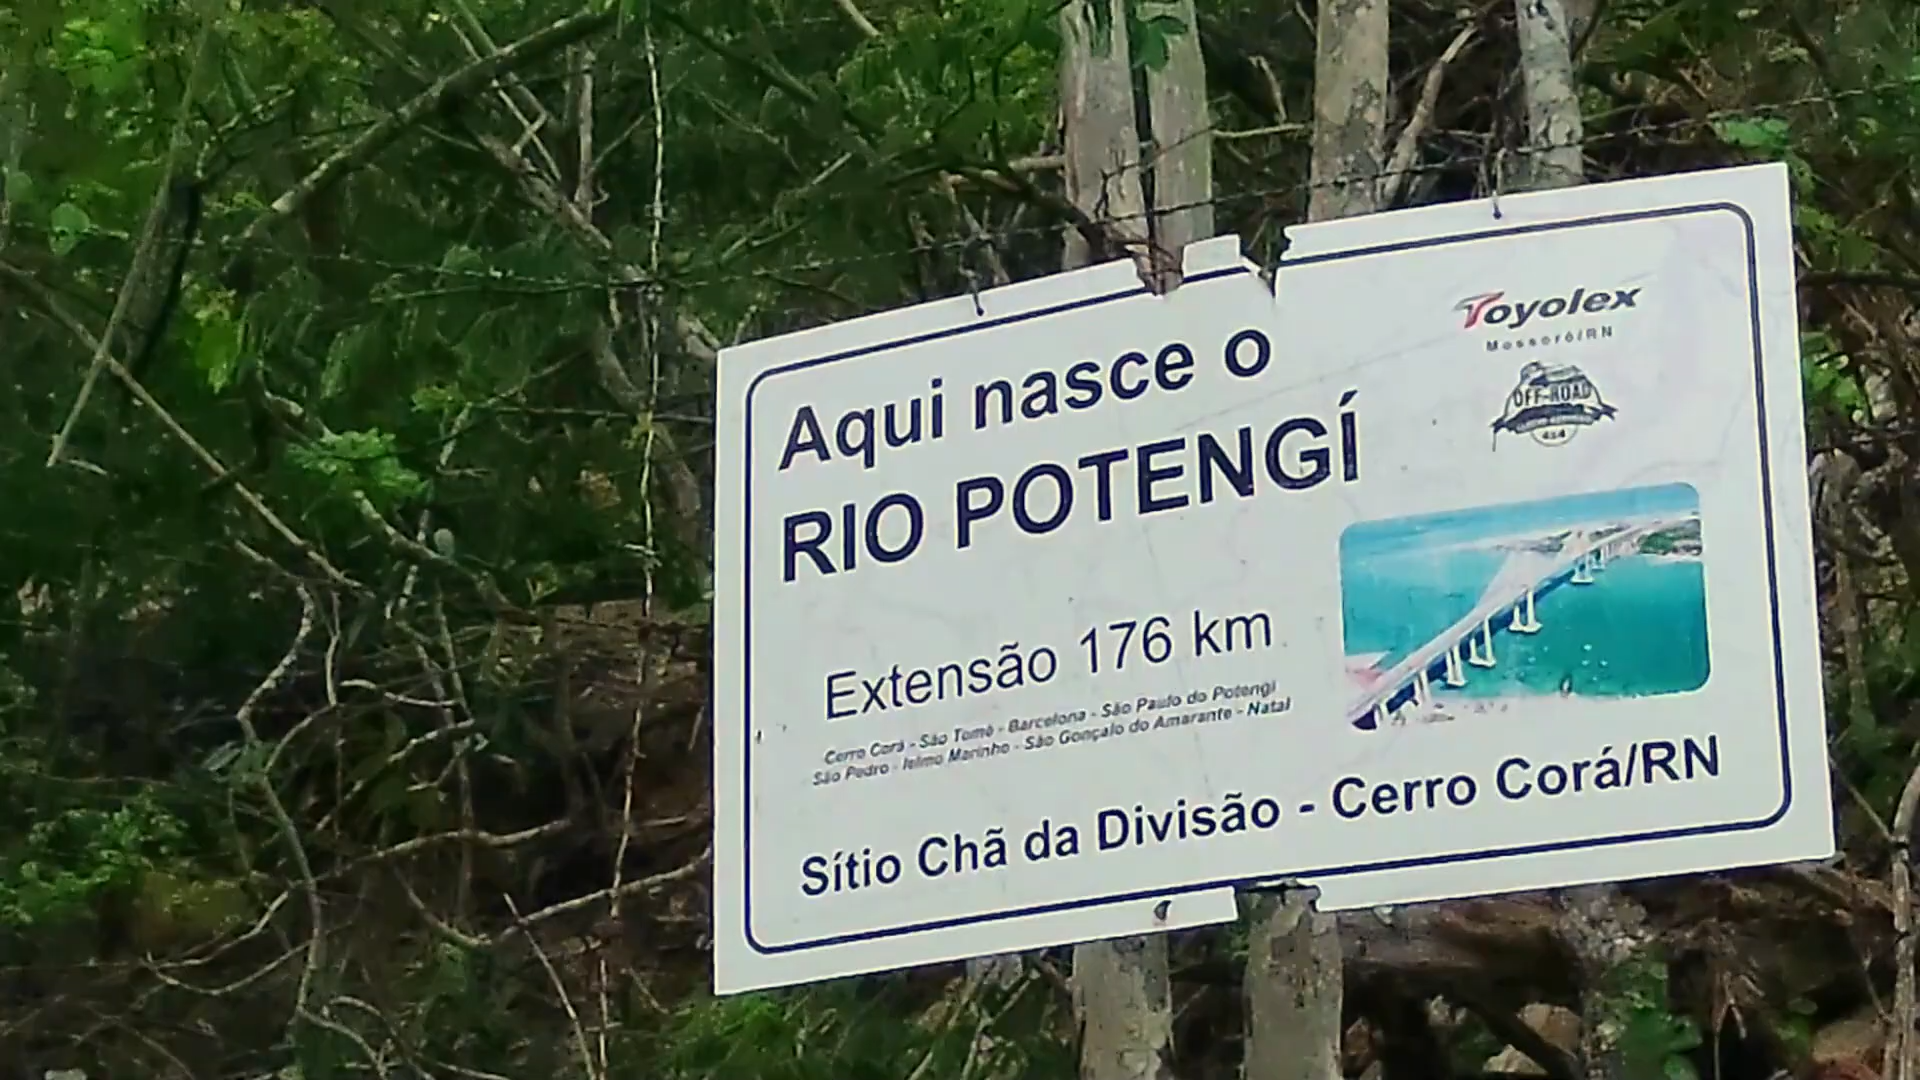 Aqui nasce o
RIO POTENGÍ
Toyolex
Mossoró/RN
OFF-ROAD
4x4
Extensão 176 km
Cerro Corá - São Tomé - Barcelona - São Paulo do Potengi
São Pedro - Ielmo Marinho - São Gonçalo do Amarante - Natal
Sítio Chã da Divisão - Cerro Corá/RN